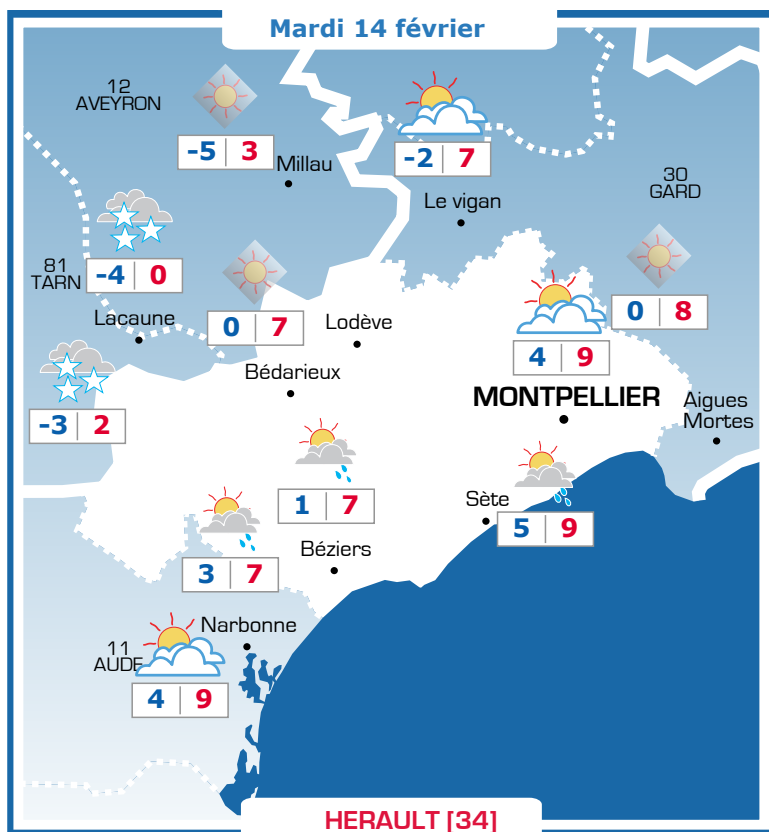 Mardi 14 février
12
AVEYRON
-5 3
Millau
-2 7
Le vigan
30
GARD
81
TARN
-4 0
Lacaune
0 7
Lodève
0 8
4 9
Bédarieux
MONTPELLIER
Aigues
Mortes
-3 2
1 7
Sète
5 9
3 7
Béziers
Narbonne
11
AUDE
4 9
HERAULT [34]